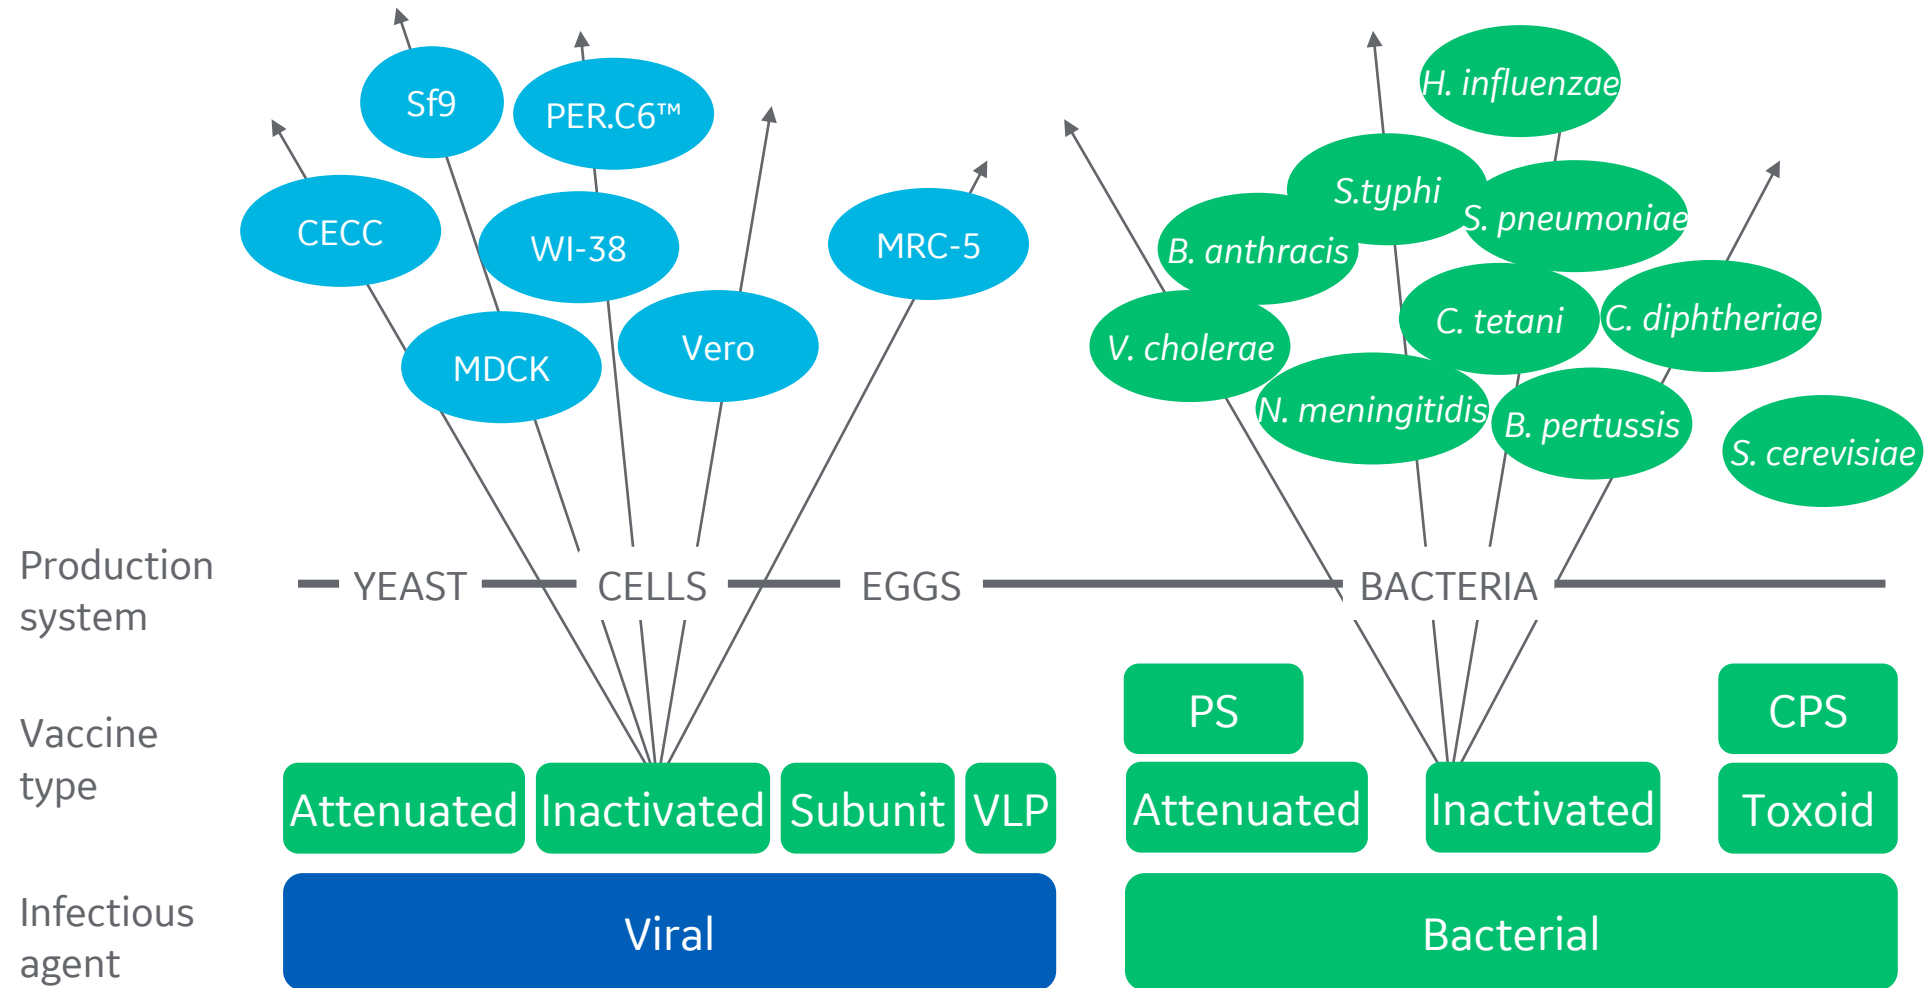 H. influenzae
Sf9
PER.C6™
S.typhi
S. pneumoniae
CECC
WI-38
MRC-5
B. anthracis
C. tetani
C. diphtheriae
MDCK
Vero
V. cholerae
N. meningitidis
B. pertussis
S. cerevisiae
Production
system
YEAST
CELLS
EGGS
BACTERIA
Vaccine
type
PS
CPS
Attenuated
Inactivated
Subunit
VLP
Attenuated
Inactivated
Toxoid
Infectious
agent
Viral
Bacterial